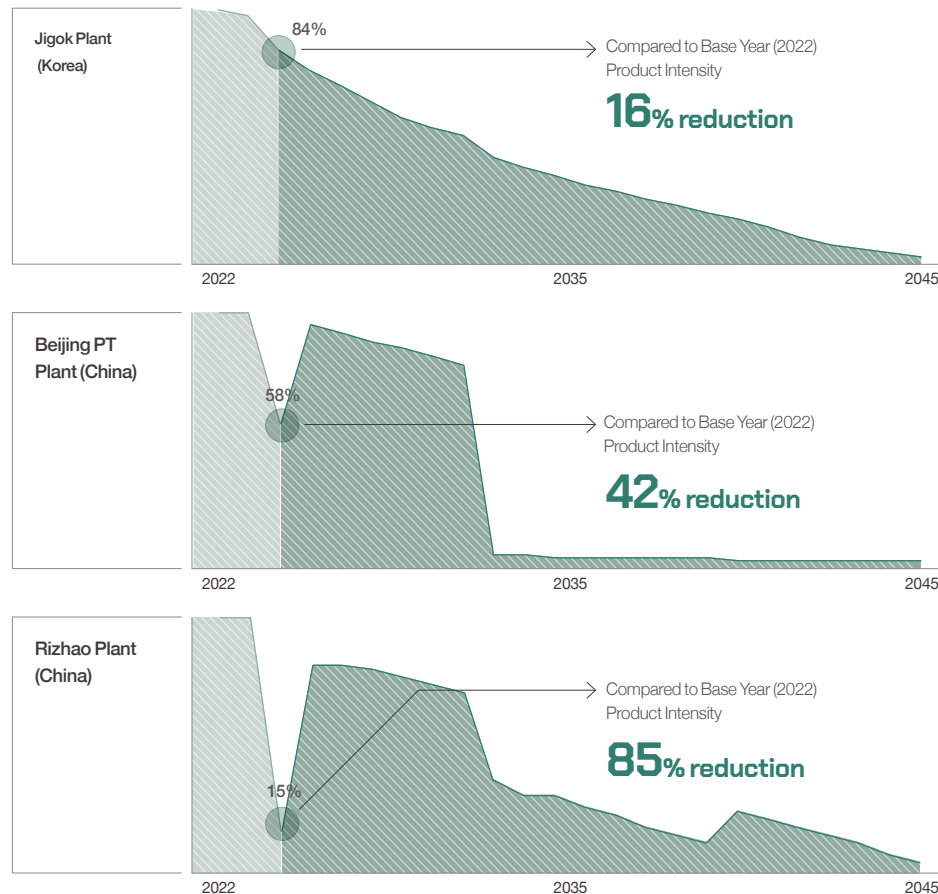 Jigok Plant
(Korea)
84%
Compared to Base Year (2022)
Product Intensity
16% reduction
2022
2035
2045
Beijing PT
Plant (China)
58%
Compared to Base Year (2022)
Product Intensity
42% reduction
2022
2035
2045
Rizhao Plant
(China)
15%
Compared to Base Year (2022)
Product Intensity
85% reduction
2022
2035
2045